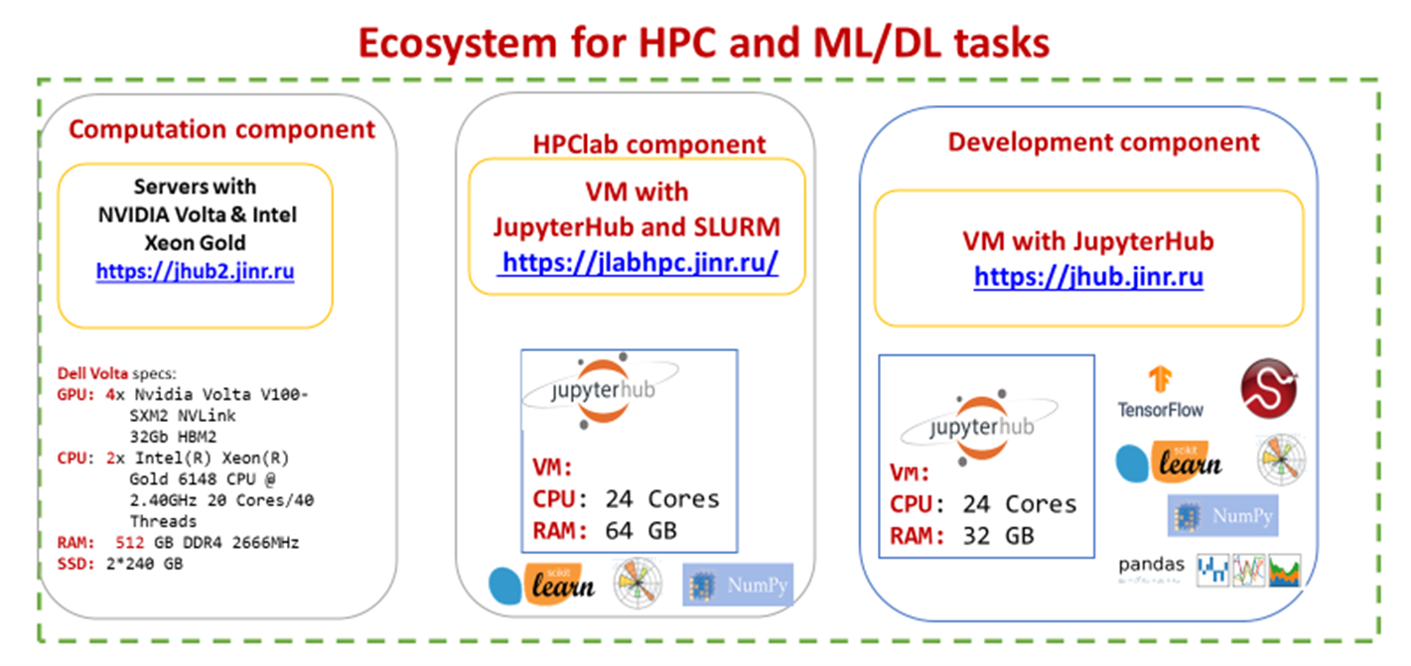 Ecosystem for HPC and ML/DL tasks
Computation component
Servers with
NVIDIA Volta & Intel
Xeon Gold
https://jhub2.jinr.ru
Dell Volta specs:
GPU: 4x Nvidia Volta V100-
SXM2 NVLink
32Gb HBM2
CPU: 2x Intel(R) Xeon(R)
Gold 6148 CPU @
2.40GHz 20 Cores/40
Threads
RAM: 512 GB DDR4 2666MHz
SSD: 2*240 GB
HPClab component
VM with
JupyterHub and SLURM
https://jlabhpc.jinr.ru/
jupyterhub
VM:
CPU: 24 Cores
RAM: 64 GB
scikit
learn
NumPy
Development component
VM with JupyterHub
https://jhub.jinr.ru
jupyterhub
VM:
CPU: 24 Cores
RAM: 32 GB
TensorFlow
scikit
learn
NumPy
pandas